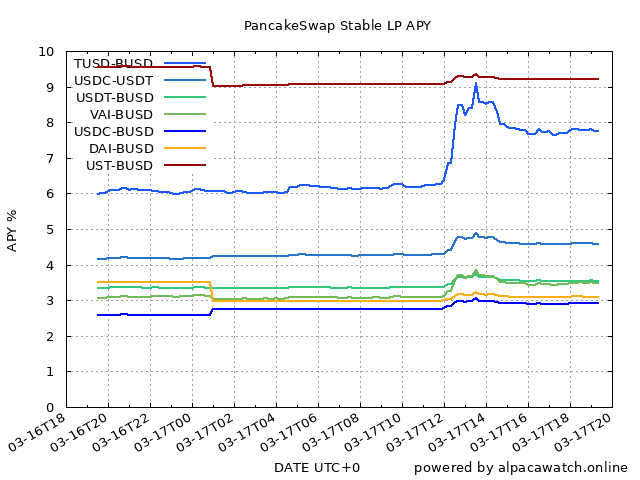 PancakeSwap Stable LP APY
10
9
8
7
6
5
4
3
2
1
0
APY %
TUSD-BUSD
USDC-USDT
USDT-BUSD
VAI-BUSD
USDC-BUSD
DAI-BUSD
UST-BUSD
03-16T18
03-16T20
03-16T22
03-17T00
03-17T02
03-17T04
03-17T06
03-17T08
03-17T10
03-17T12
03-17T14
03-17T16
03-17T18
03-17T20
DATE UTC+0
powered by alpacawatch.online